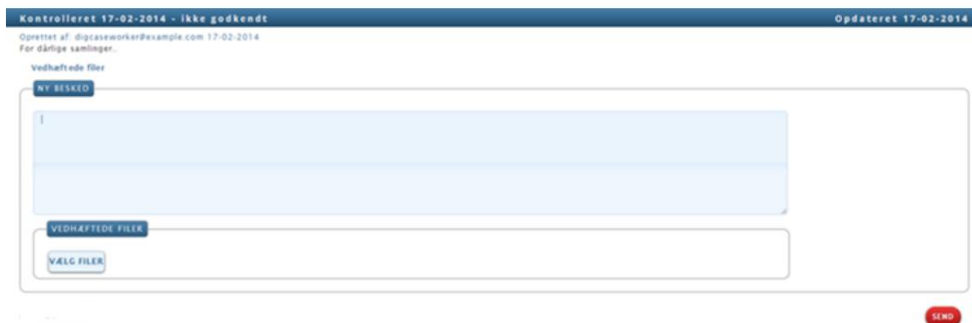 Kontrolleret 17-02-2014 - ikke godkendt Opdateret 17-02-2014
Oprettet af: digcaseworker@example.com 17-02-2014
For dårlige samlinger..
Vedhæftede filer
NY BESKED
VEDHÆFTEDE FILER
VÆLG FILER
SEND